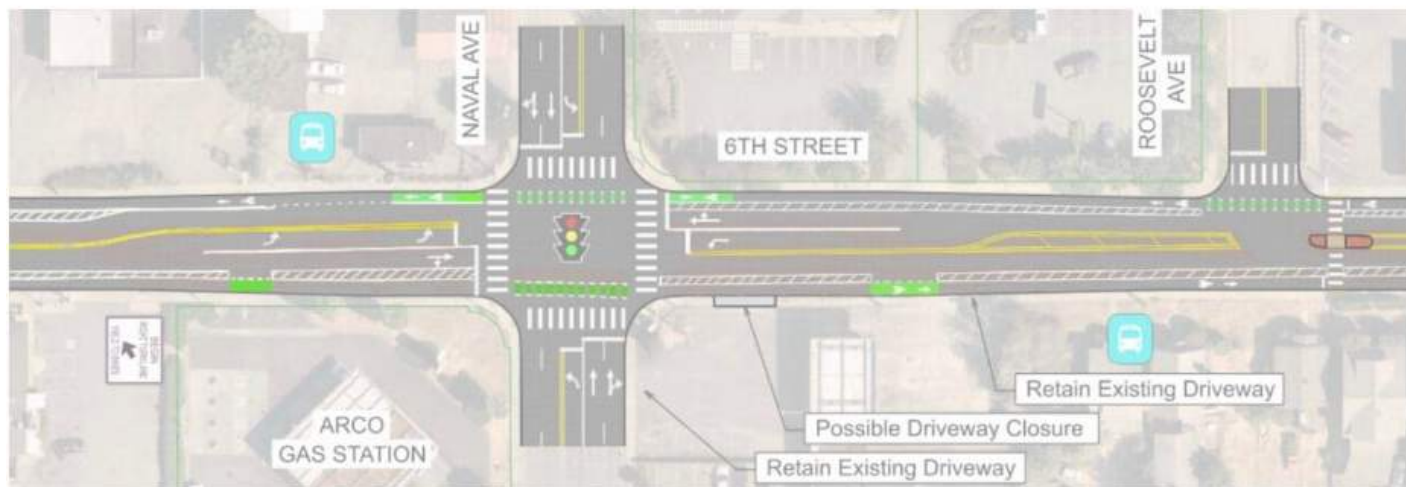 NAVAL AVE
6TH STREET
ROOSEVELT
AVE
ARCO
GAS STATION
Retain Existing Driveway
Possible Driveway Closure
Retain Existing Driveway